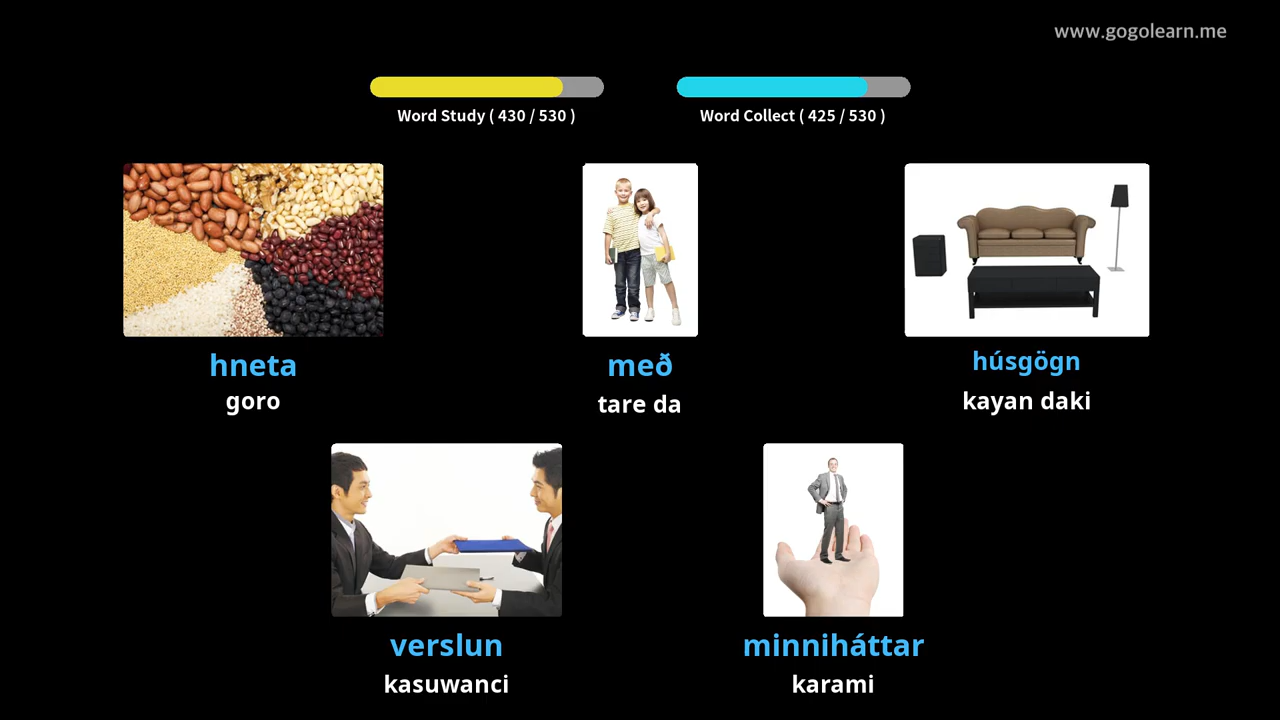 www.gogolearn.me
Word Study ( 430 / 530 )
Word Collect ( 425 / 530 )
hneta
goro
með
tare da
húsgögn
kayan daki
verslun
kasuwanci
minniháttar
karami